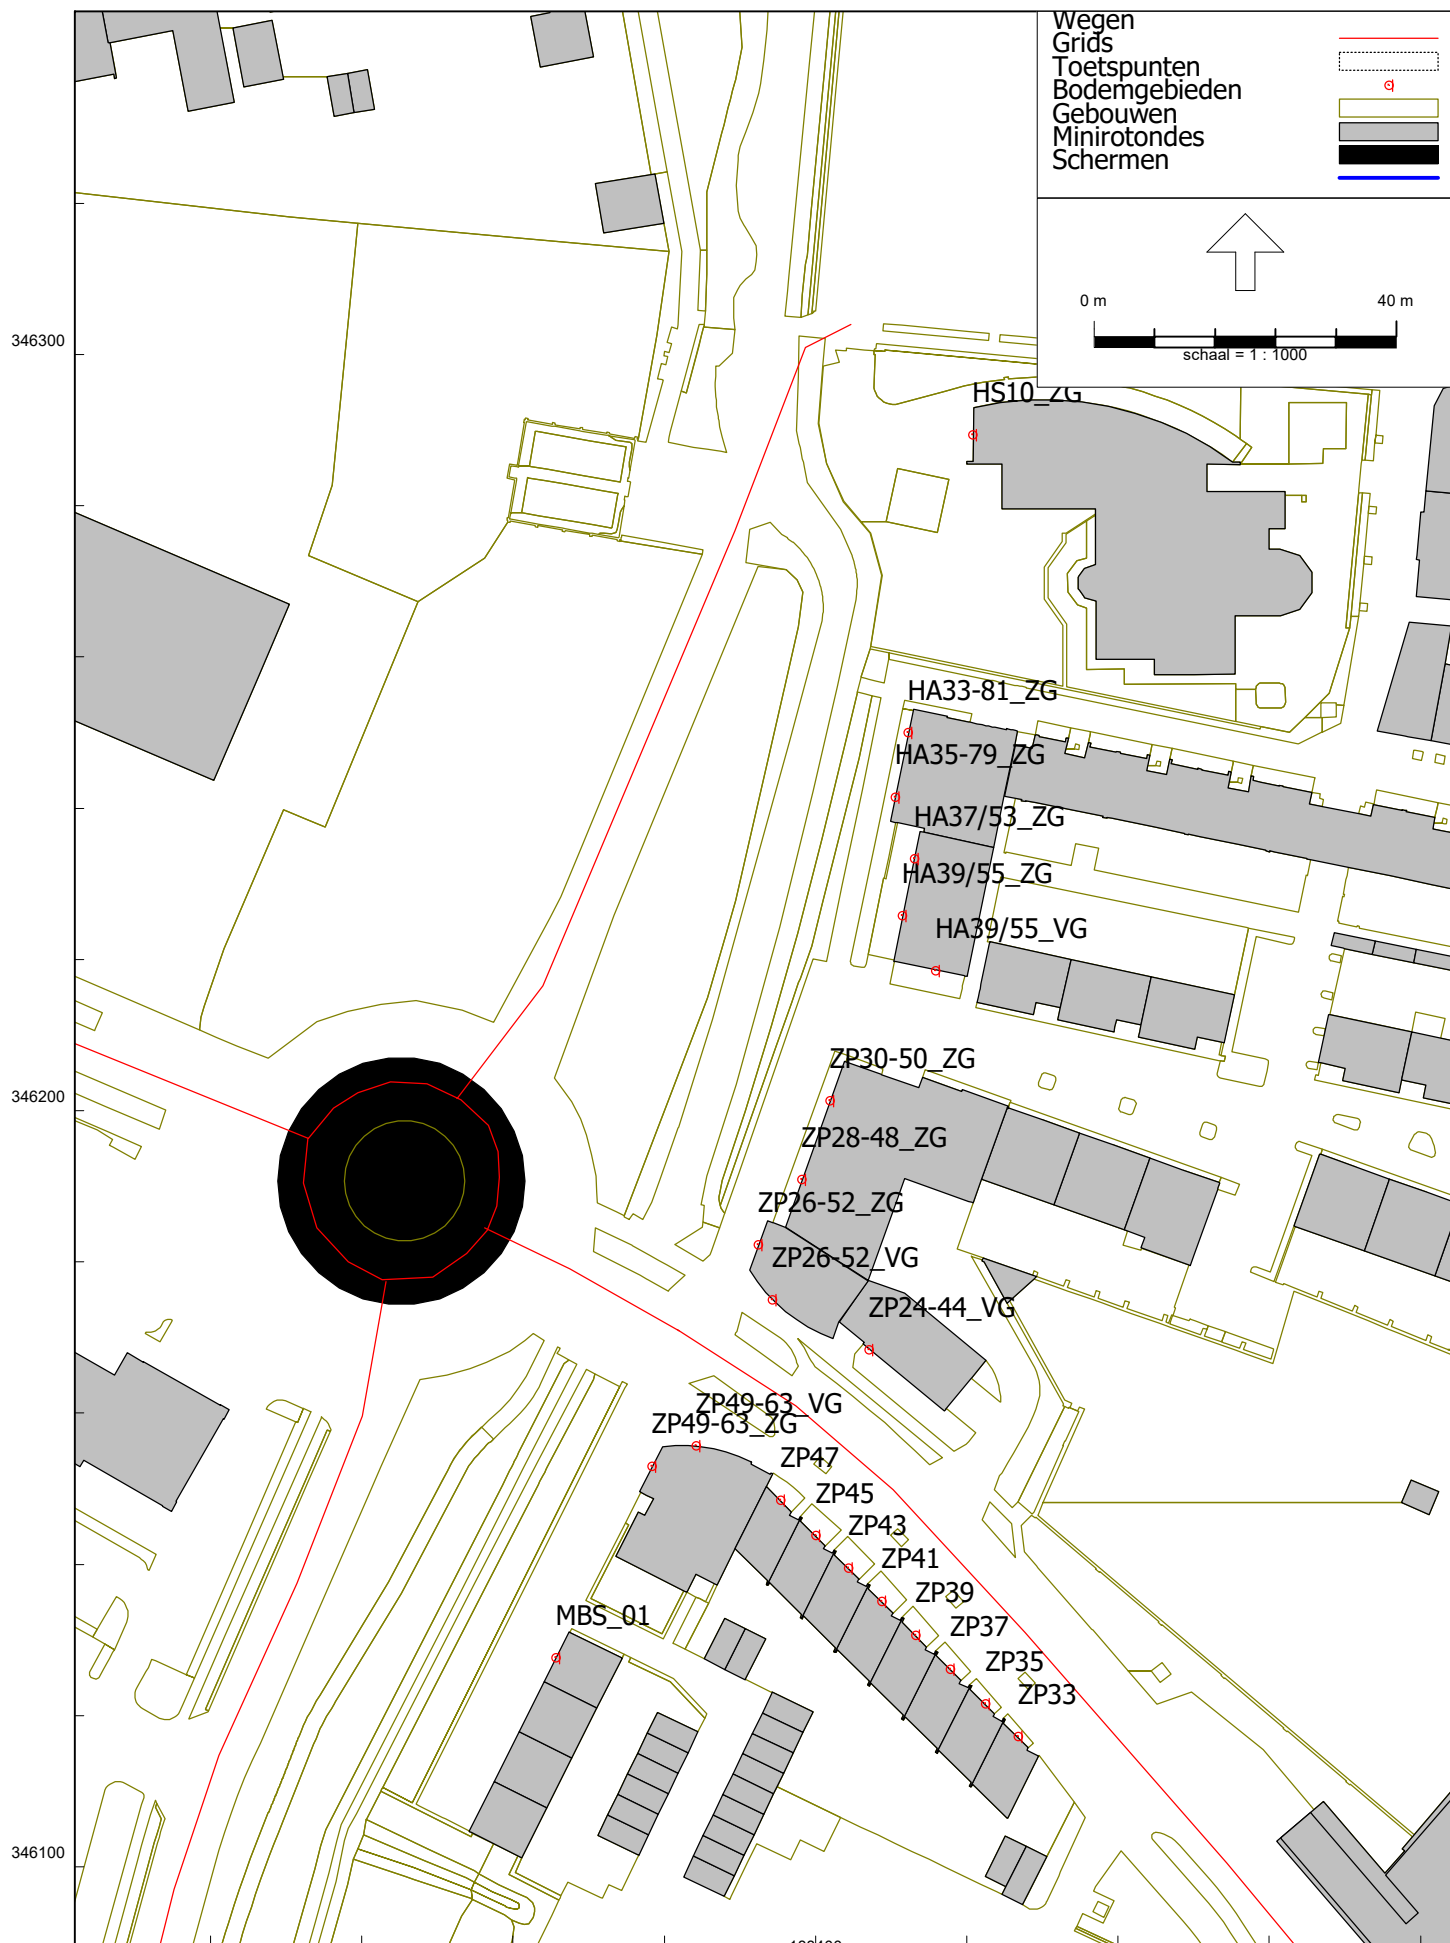 Wegen
Grids
Toetspunten
Bodemgebieden
Gebouwen
Minirotondes
Schermen
0 m 40 m
schaal = 1 : 1000
346300
HS10_ZG
HA33-81_ZG
HA35-79_ZG
HA37/53_ZG
HA39/55_ZG
HA39/55_VG
ZP30-50_ZG
346200
ZP28-48_ZG
ZP26-52_ZG
ZP26-52_VG
ZP24-44_VG
ZP49-63_VG
ZP49-63_ZG
ZP47
ZP45
ZP43
ZP41
ZP39
MBS_01
ZP37
ZP35
ZP33
346100